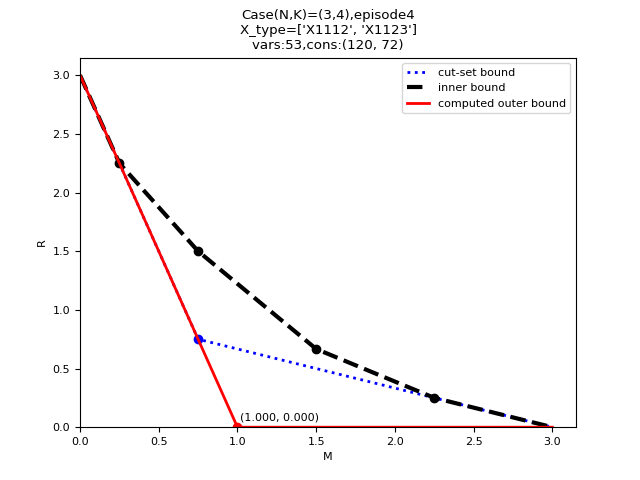 Case(N,K)=(3,4),episode4
X_type=['X1112', 'X1123']
vars:53,cons:(120, 72)
cut-set bound
inner bound
computed outer bound
3.0
2.5
2.0
1.5
1.0
0.5
0.0
R
(1.000, 0.000)
0.0 0.5 1.0 1.5 2.0 2.5 3.0
M